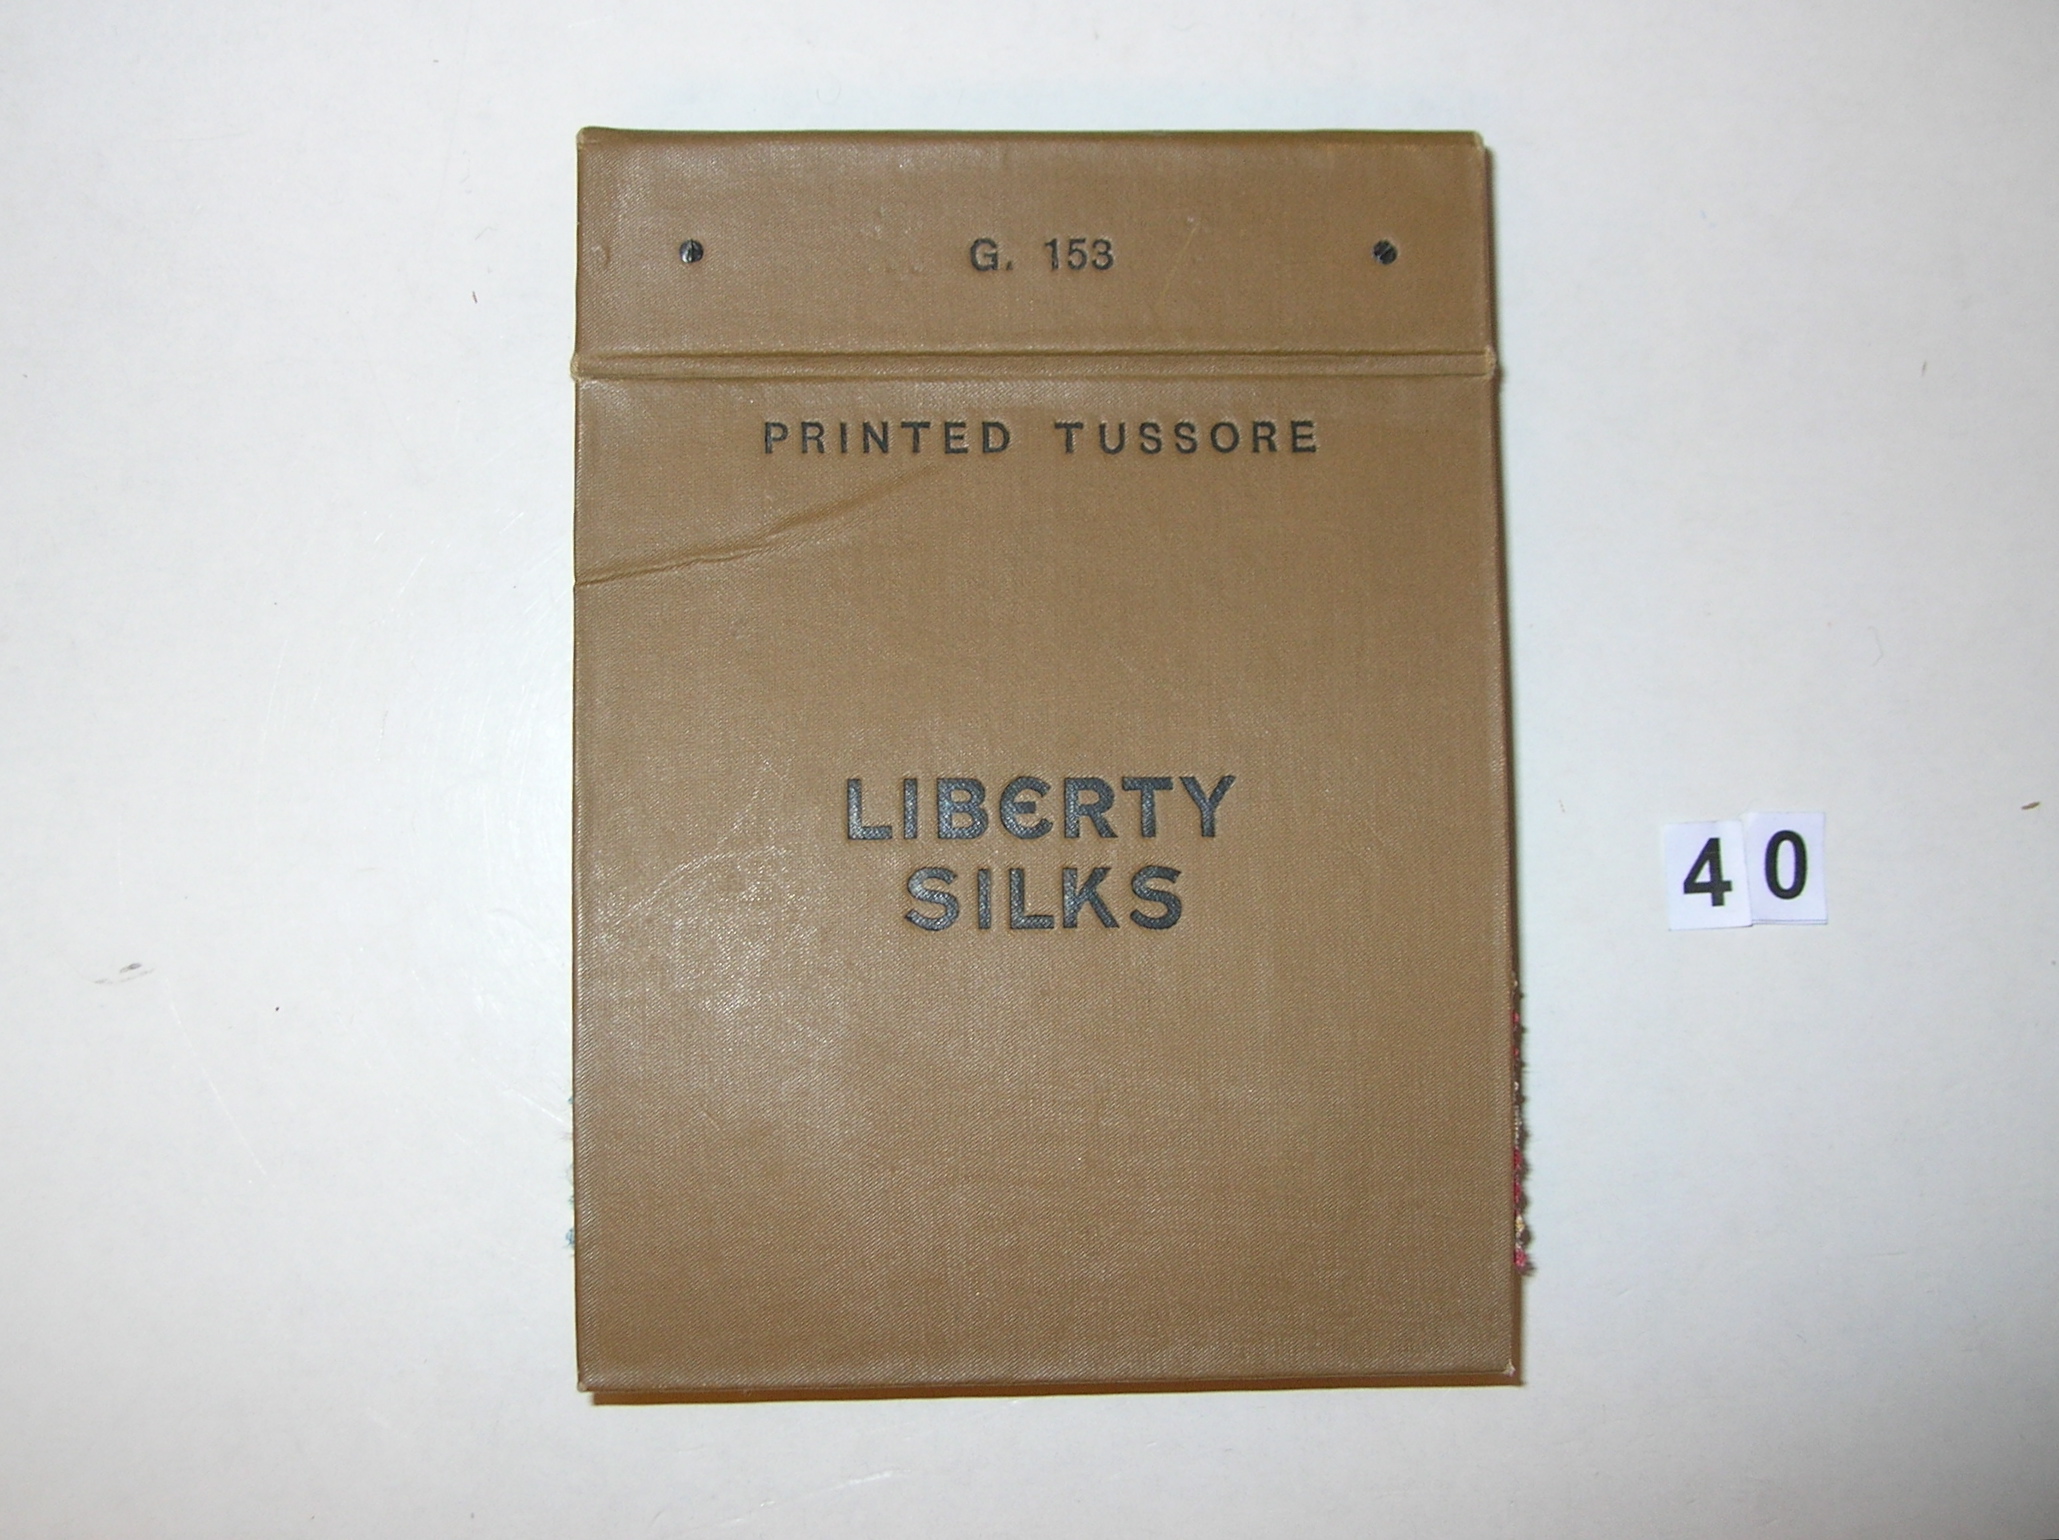 G. 153
PRINTED TUSSORE
LIBERTY
SILKS
40